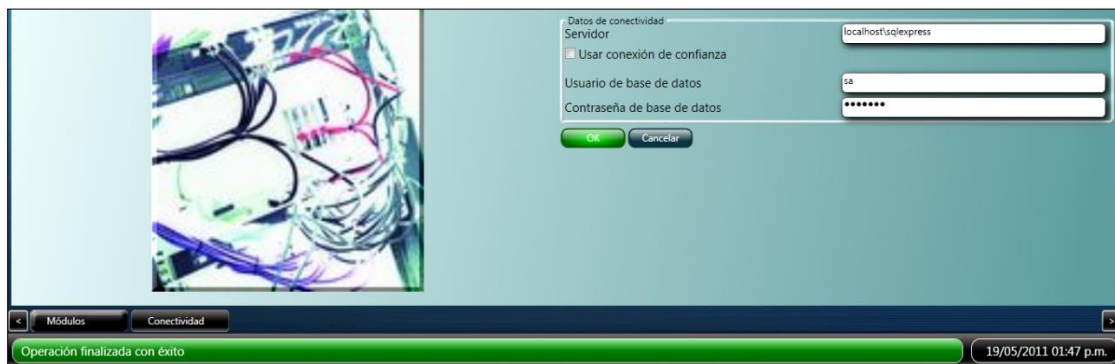 Datos de conectividad
Servidor
localhost\sqlexpress
Usar conexión de confianza
Usuario de base de datos
sa
Contraseña de base de datos
•••••••
OK
Cancelar
<
Módulos
Conectividad
>
Operación finalizada con éxito
19/05/2011 01:47 p.m.